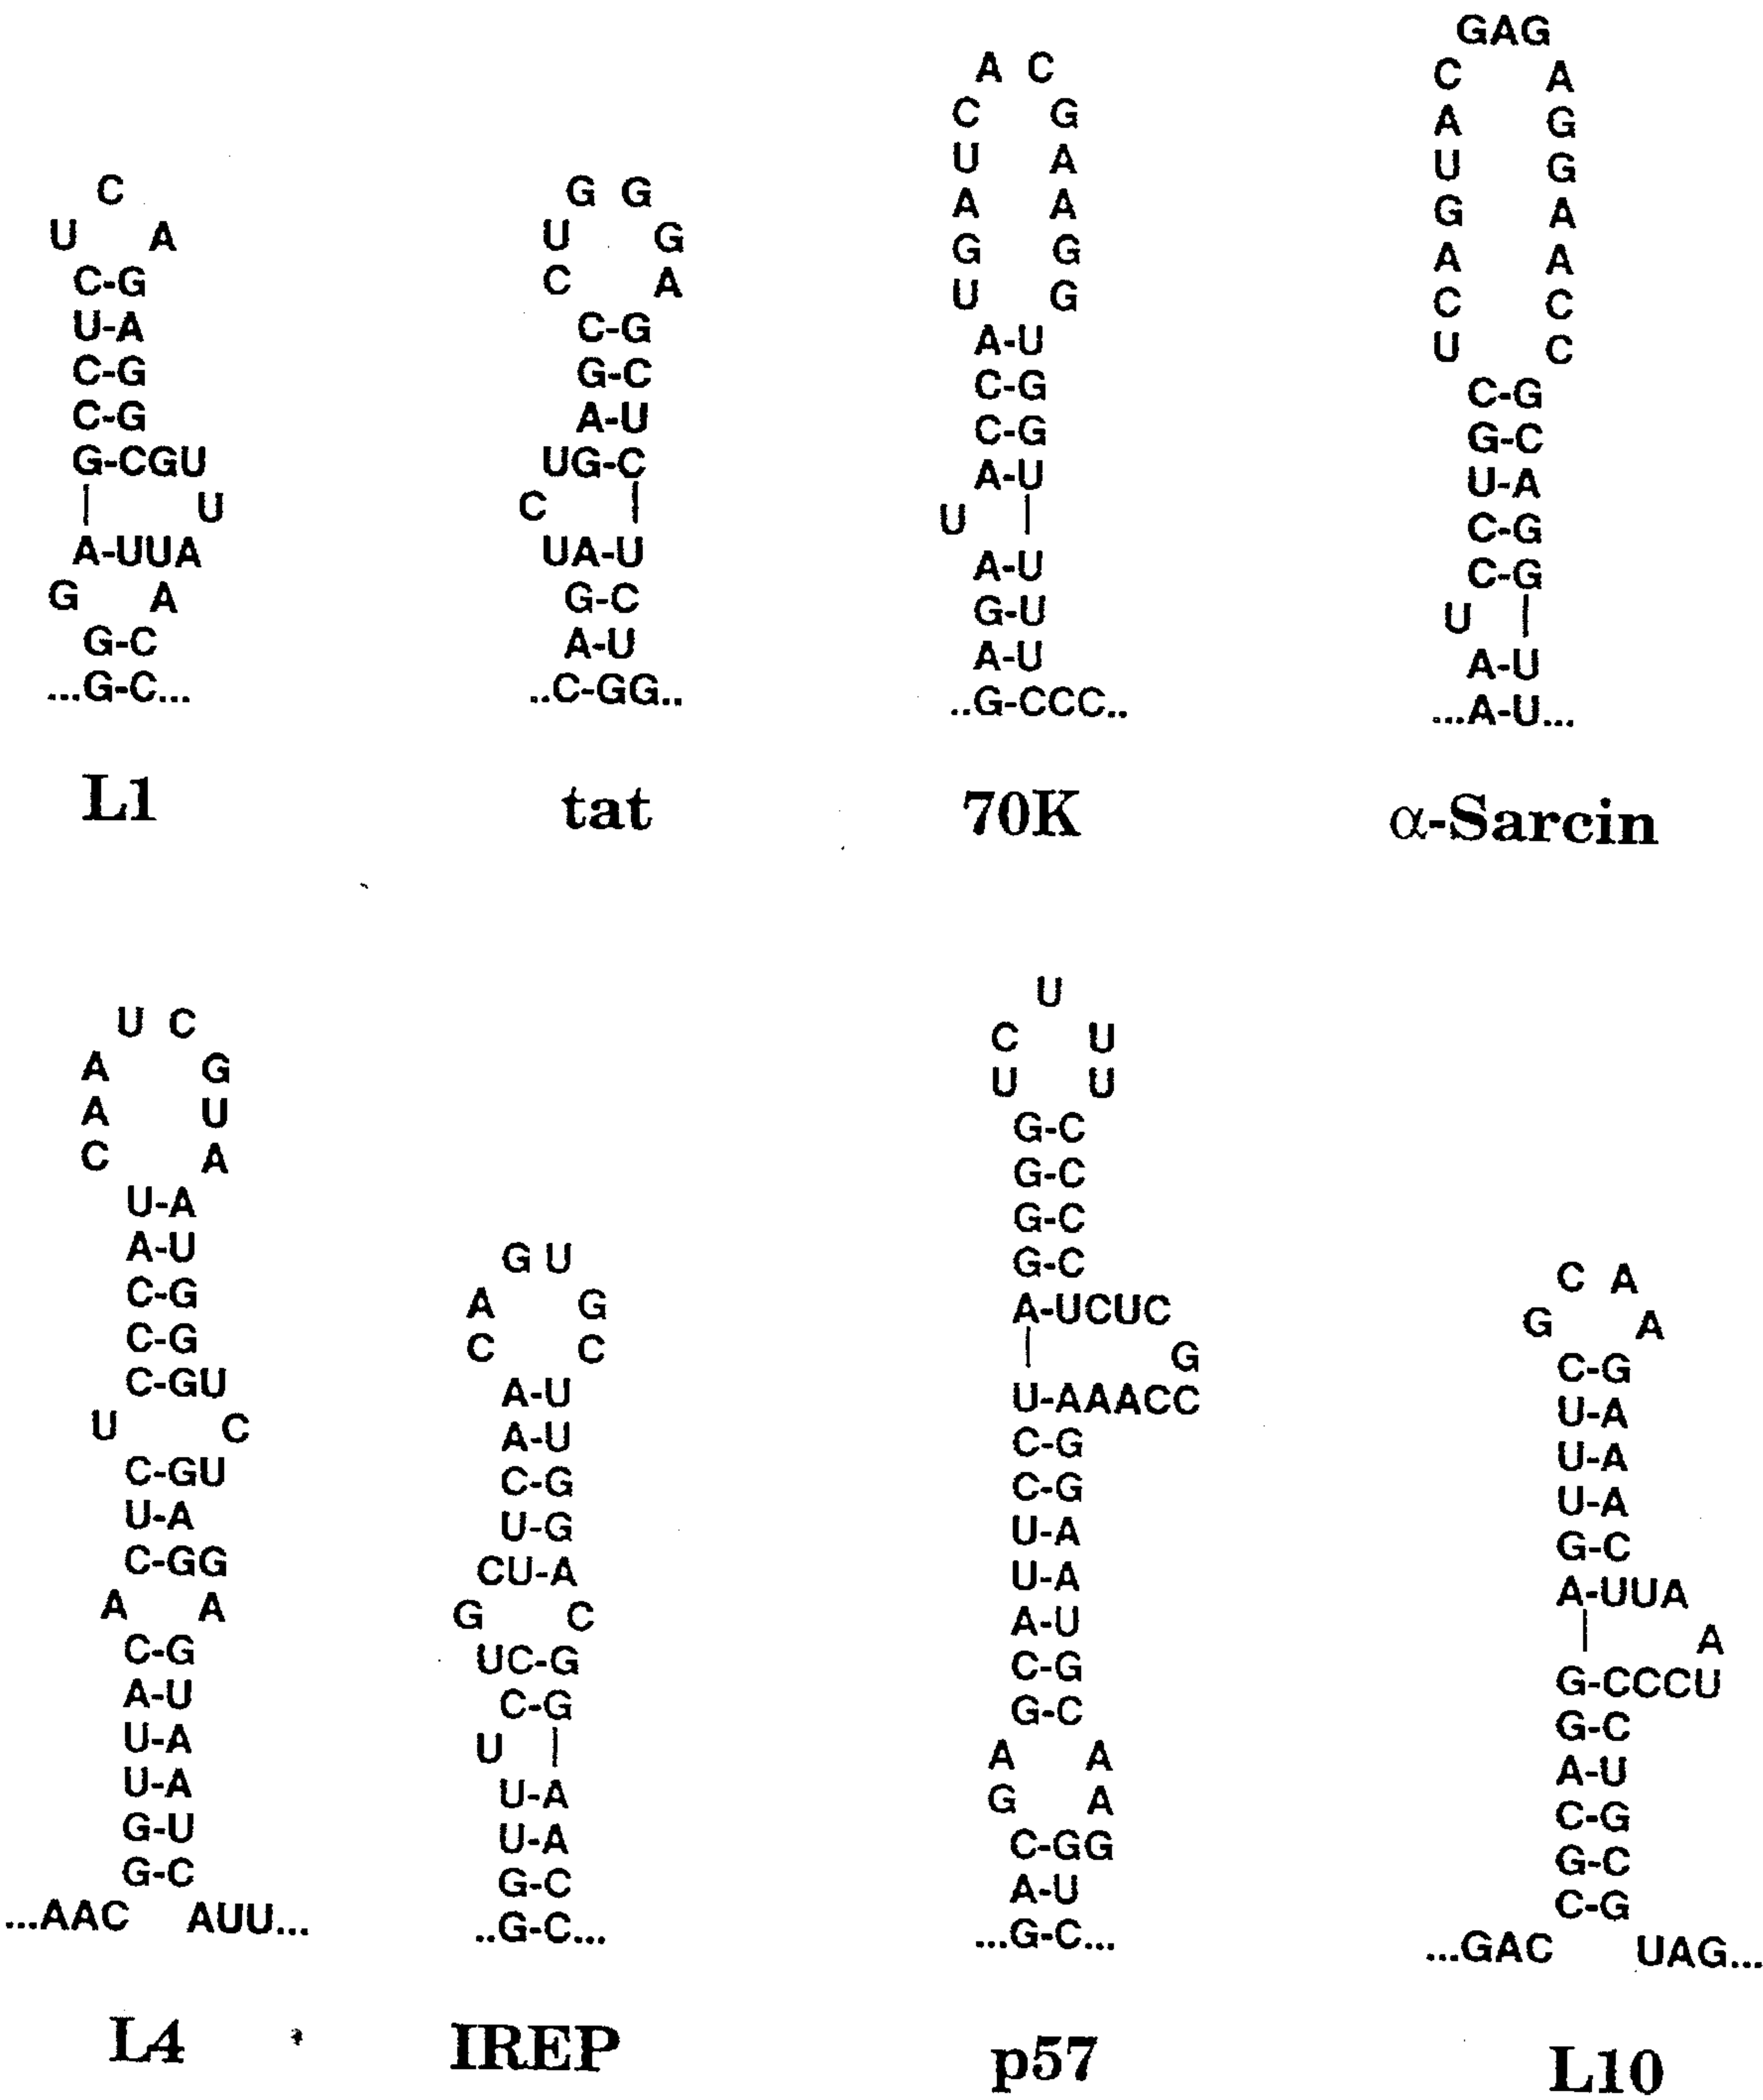 C
U A
C-G
U-A
C-G
C-G
G-CGU
| U
A-UUA
G A
G-C
...G-C...
L1
G G
U G
C A
C-G
G-C
A-U
UG-C
C |
UA-U
G-C
A-U
..C-GG..
tat
A C
C G
U A
A A
G G
U G
A-U
C-G
C-G
A-U
U |
A-U
G-U
A-U
..G-CCC..
70K
GAG
C A
A G
U G
G A
A A
C C
U C
C-G
G-C
U-A
C-G
C-G
U |
A-U
...A-U...
α-Sarcin
U C
A G
A U
C A
U-A
A-U
C-G
C-G
C-GU
U C
C-GU
U-A
C-GG
A A
C-G
A-U
U-A
U-A
G-U
G-C
...AAC AUU...
L4
G U
A G
C C
A-U
A-U
C-G
U-G
CU-A
G C
UC-G
C-G
U |
U-A
U-A
G-C
..G-C...
IREP
U
C U
U U
G-C
G-C
G-C
G-C
A-UCUC
| G
U-AAACC
C-G
C-G
U-A
U-A
A-U
C-G
G-C
A A
G A
C-GG
A-U
...G-C...
p57
C A
G A
C-G
U-A
U-A
U-A
G-C
A-UUA
| A
G-CCCU
G-C
A-U
C-G
G-C
C-G
...GAC UAG...
L10